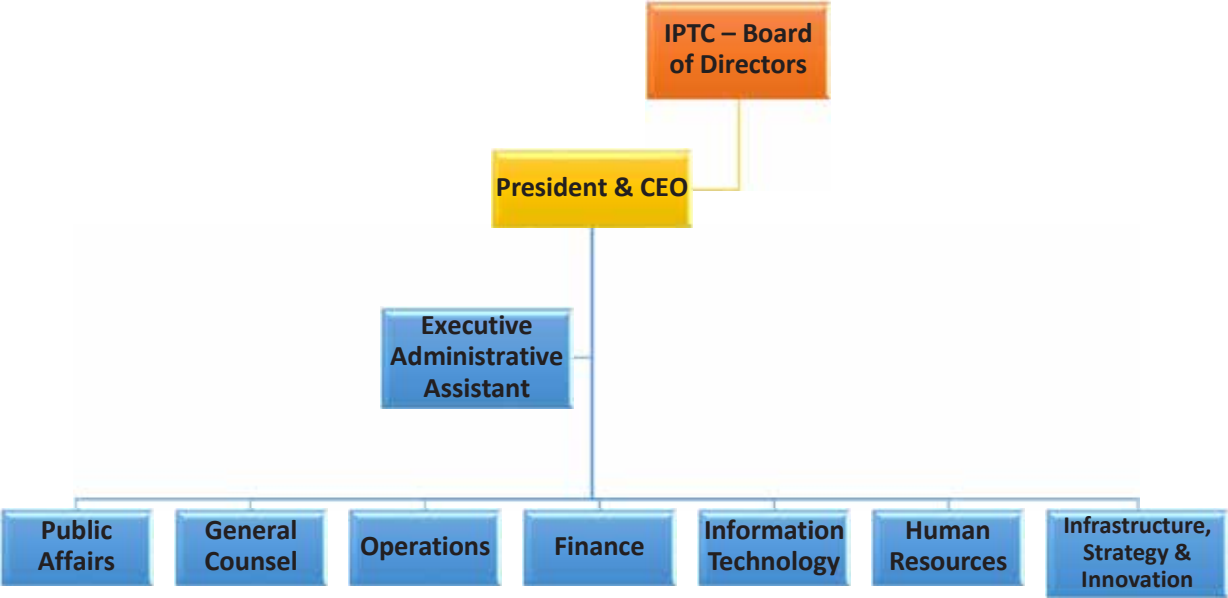 IPTC – Board
of Directors
President & CEO
Executive
Administrative
Assistant
Public
Affairs
General
Counsel
Operations
Finance
Information
Technology
Human
Resources
Infrastructure,
Strategy &
Innovation